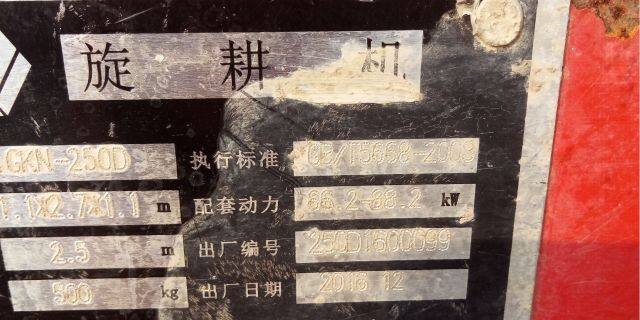 旋耕机
GKN-250D 执行标准 GB/T5668-2008
1.1X2.7X1.1 m 配套动力 66.2-88.2 kW
2.5 m 出厂编号 250D1600099
500 kg 出厂日期 2016 12